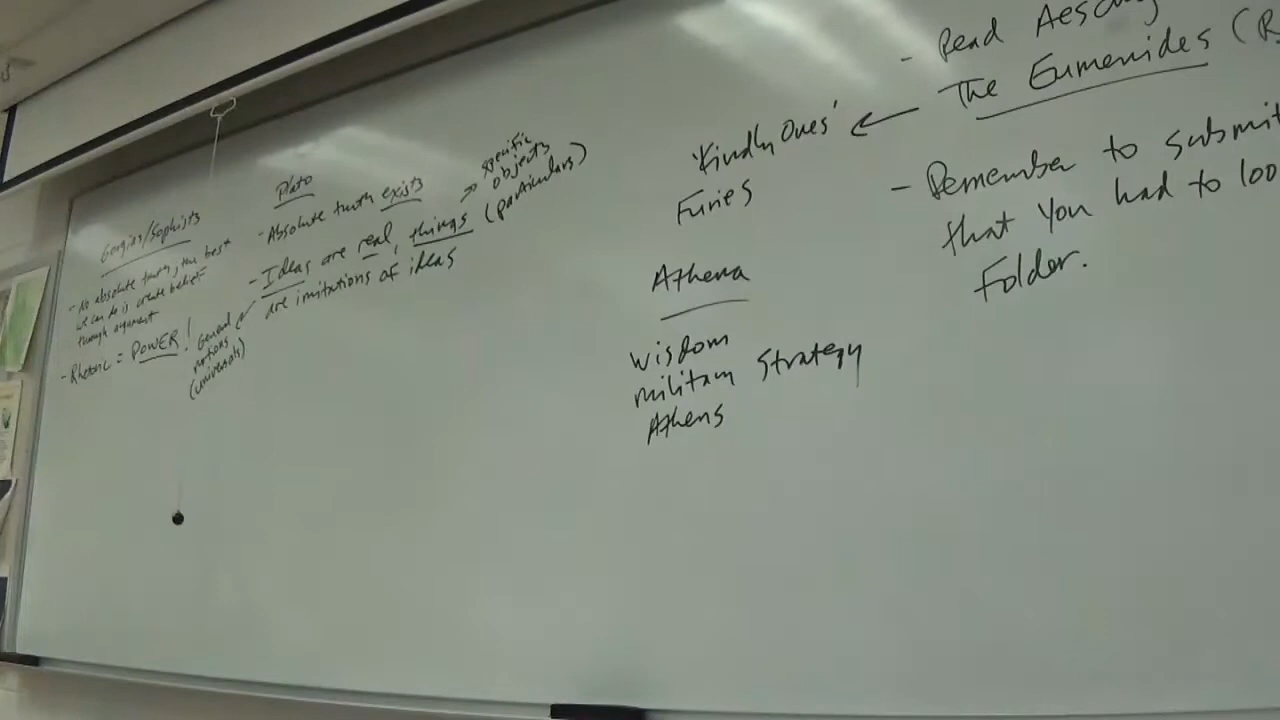 Gorgias/Sophists
- No absolute truth, the best
we can do is create belief
through argument
- Rhetoric = POWER!
Plato
- Absolute truth exists
- Ideas are real, things → specific objects (particulars)
are imitations of ideas
General
notions
(universals)
'Kindly Ones' ←
Furies
Athena
wisdom
military strategy
Athens
- Read
The Eumenides
- Remember to submit
that you had to
Folder.